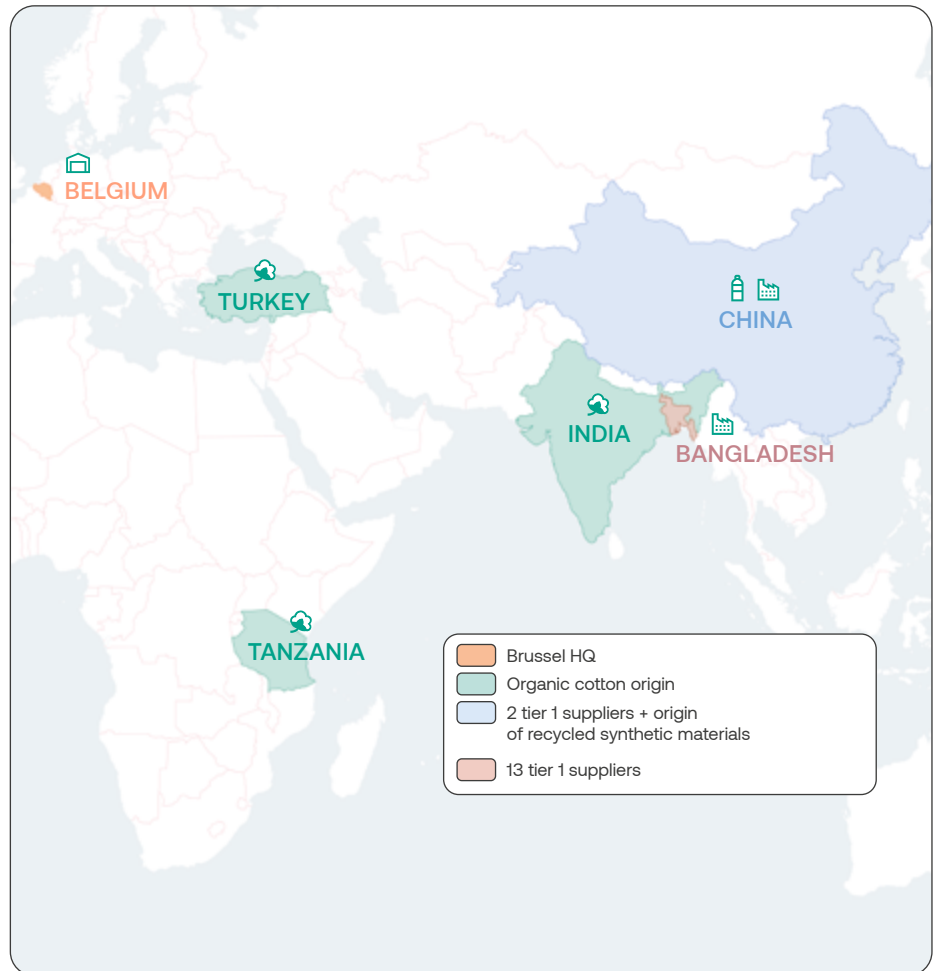 BELGIUM
TURKEY
CHINA
INDIA
BANGLADESH
TANZANIA
Brussel HQ
Organic cotton origin
2 tier 1 suppliers + origin
of recycled synthetic materials
13 tier 1 suppliers